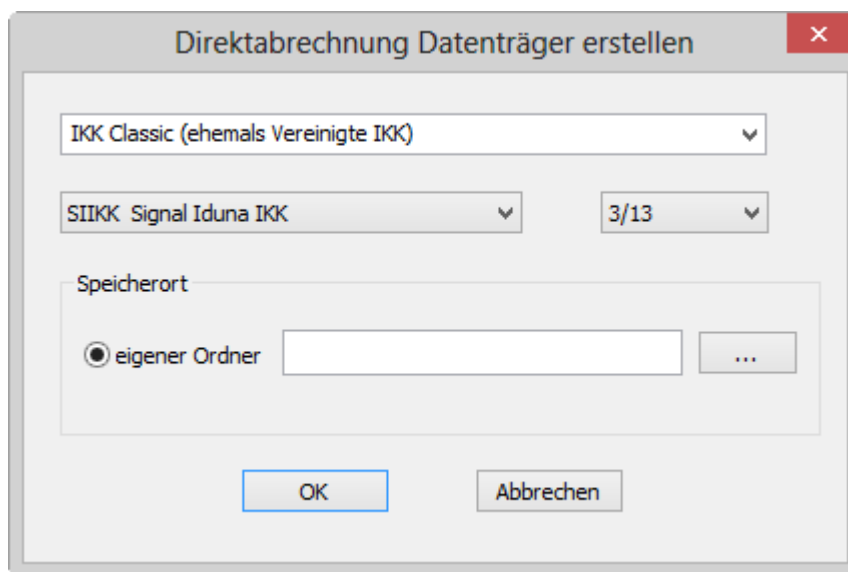 Direktabrechnung Datenträger erstellen
IKK Classic (ehemals Vereinigte IKK)
SIIKK Signal Iduna IKK 3/13
Speicherort
eigener Ordner ...
OK Abbrechen